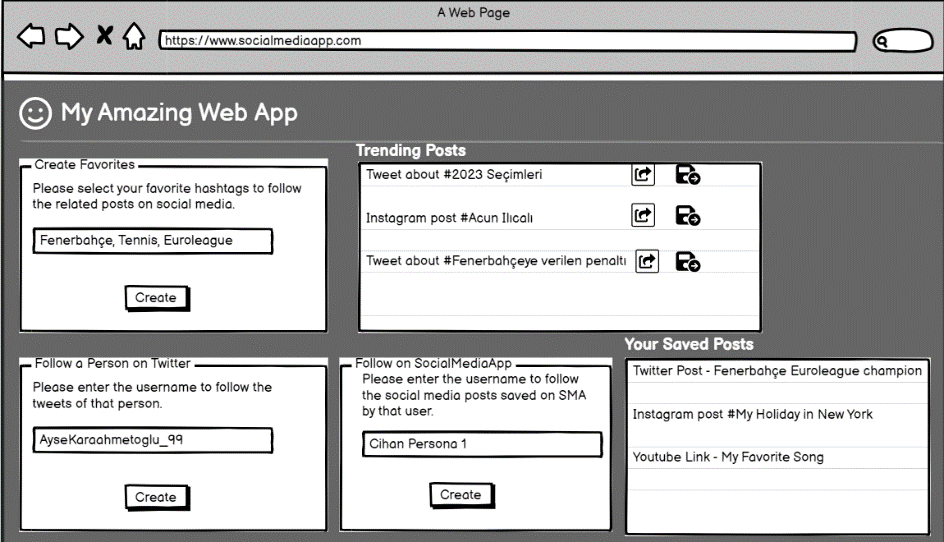 A Web Page
https://www.socialmediaapp.com
My Amazing Web App
Create Favorites
Please select your favorite hashtags to follow
the related posts on social media.
Fenerbahçe, Tennis, Euroleague
Create
Trending Posts
Tweet about #2023 Seçimleri
Instagram post #Acun Ilıcalı
Tweet about #Fenerbahçeye verilen penaltı
Follow a Person on Twitter
Please enter the username to follow the
tweets of that person.
AyseKaraahmetoglu_99
Create
Follow on SocialMediaApp
Please enter the username to follow
the social media posts saved on SMA
by that user.
Cihan Persona 1
Create
Your Saved Posts
Twitter Post - Fenerbahçe Euroleague champion
Instagram post #My Holiday in New York
Youtube Link - My Favorite Song